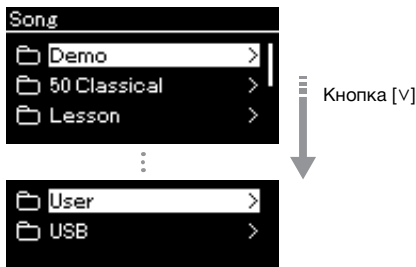 Song
Demo >
50 Classical >
Lesson >
Кнопка [∨]
User >
USB >